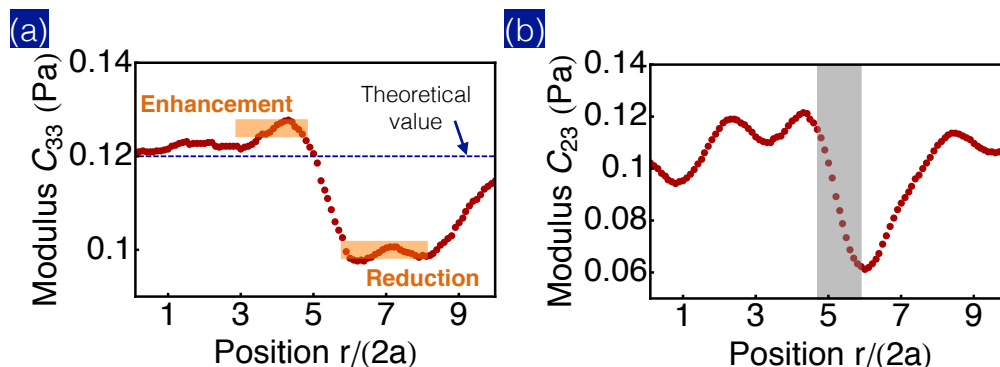 (a)
Modulus C₃₃ (Pa)
0.14
0.12
0.1
Enhancement
Theoretical
value
Reduction
1 3 5 7 9
Position r/(2a)
(b)
Modulus C₂₃ (Pa)
0.14
0.12
0.1
0.08
0.06
1 3 5 7 9
Position r/(2a)